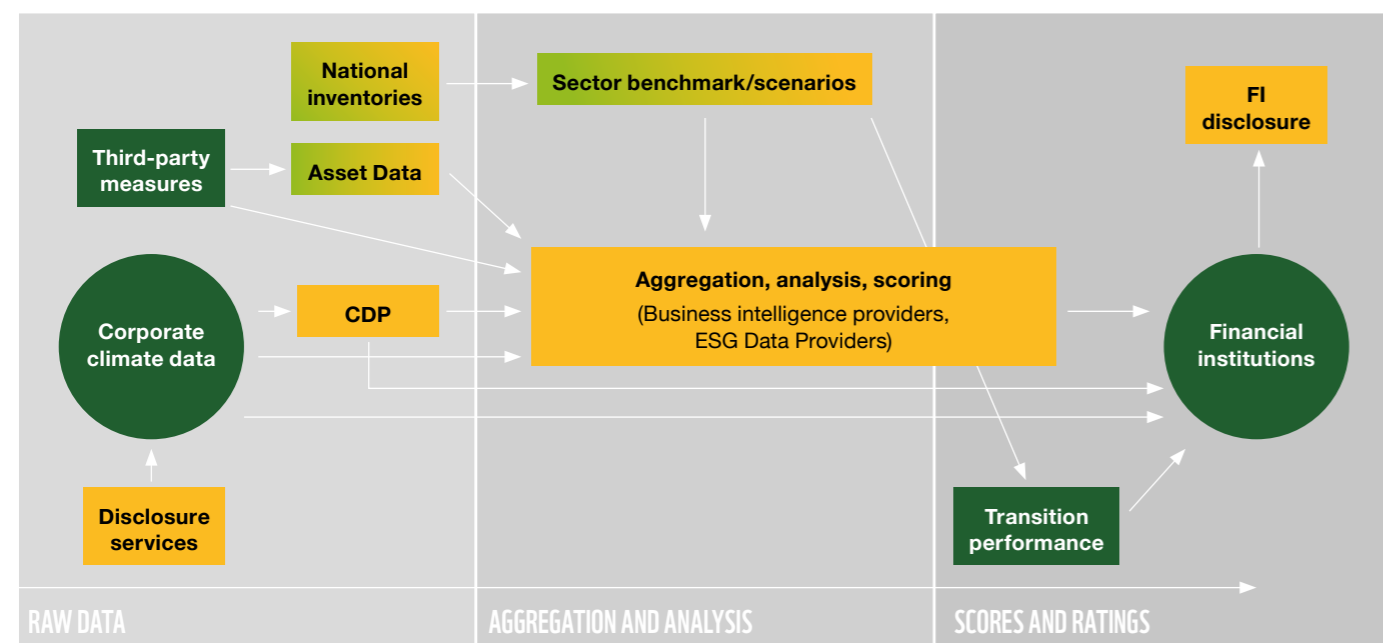 National
inventories
Sector benchmark/scenarios
FI
disclosure
Third-party
measures
Asset Data
Aggregation, analysis, scoring
(Business intelligence providers,
ESG Data Providers)
CDP
Corporate
climate data
Financial
institutions
Disclosure
services
Transition
performance
RAW DATA
AGGREGATION AND ANALYSIS
SCORES AND RATINGS